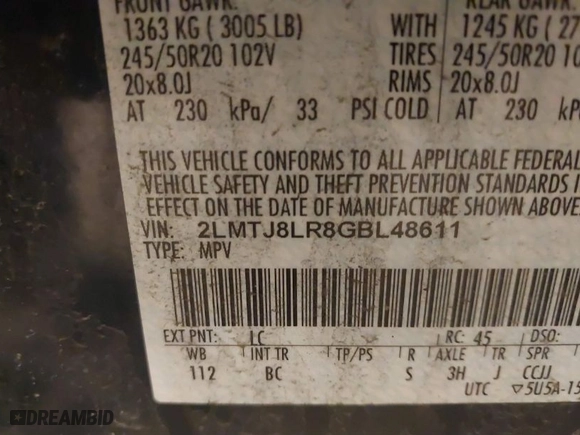 FRONT GAWR: REAR GAWR:
1363 KG ( 3005 LB) WITH 1245 KG ( 27
245/50R20 102V TIRES 245/50R20 10
20x8.0J RIMS 20x8.0J
AT 230 kPa/ 33 PSI COLD AT 230 kP
THIS VEHICLE CONFORMS TO ALL APPLICABLE FEDERAL
VEHICLE SAFETY AND THEFT PREVENTION STANDARDS I
EFFECT ON THE DATE OF MANUFACTURE SHOWN ABOVE
VIN: 2LMTJ8LR8GBL48611
TYPE: MPV
EXT PNT: LC RC: 45 DSO:
WB INT TR TP/PS R AXLE TR SPR
112 BC S 3H J CCJJ
UTC ▽5U5A-15
DREAMBID